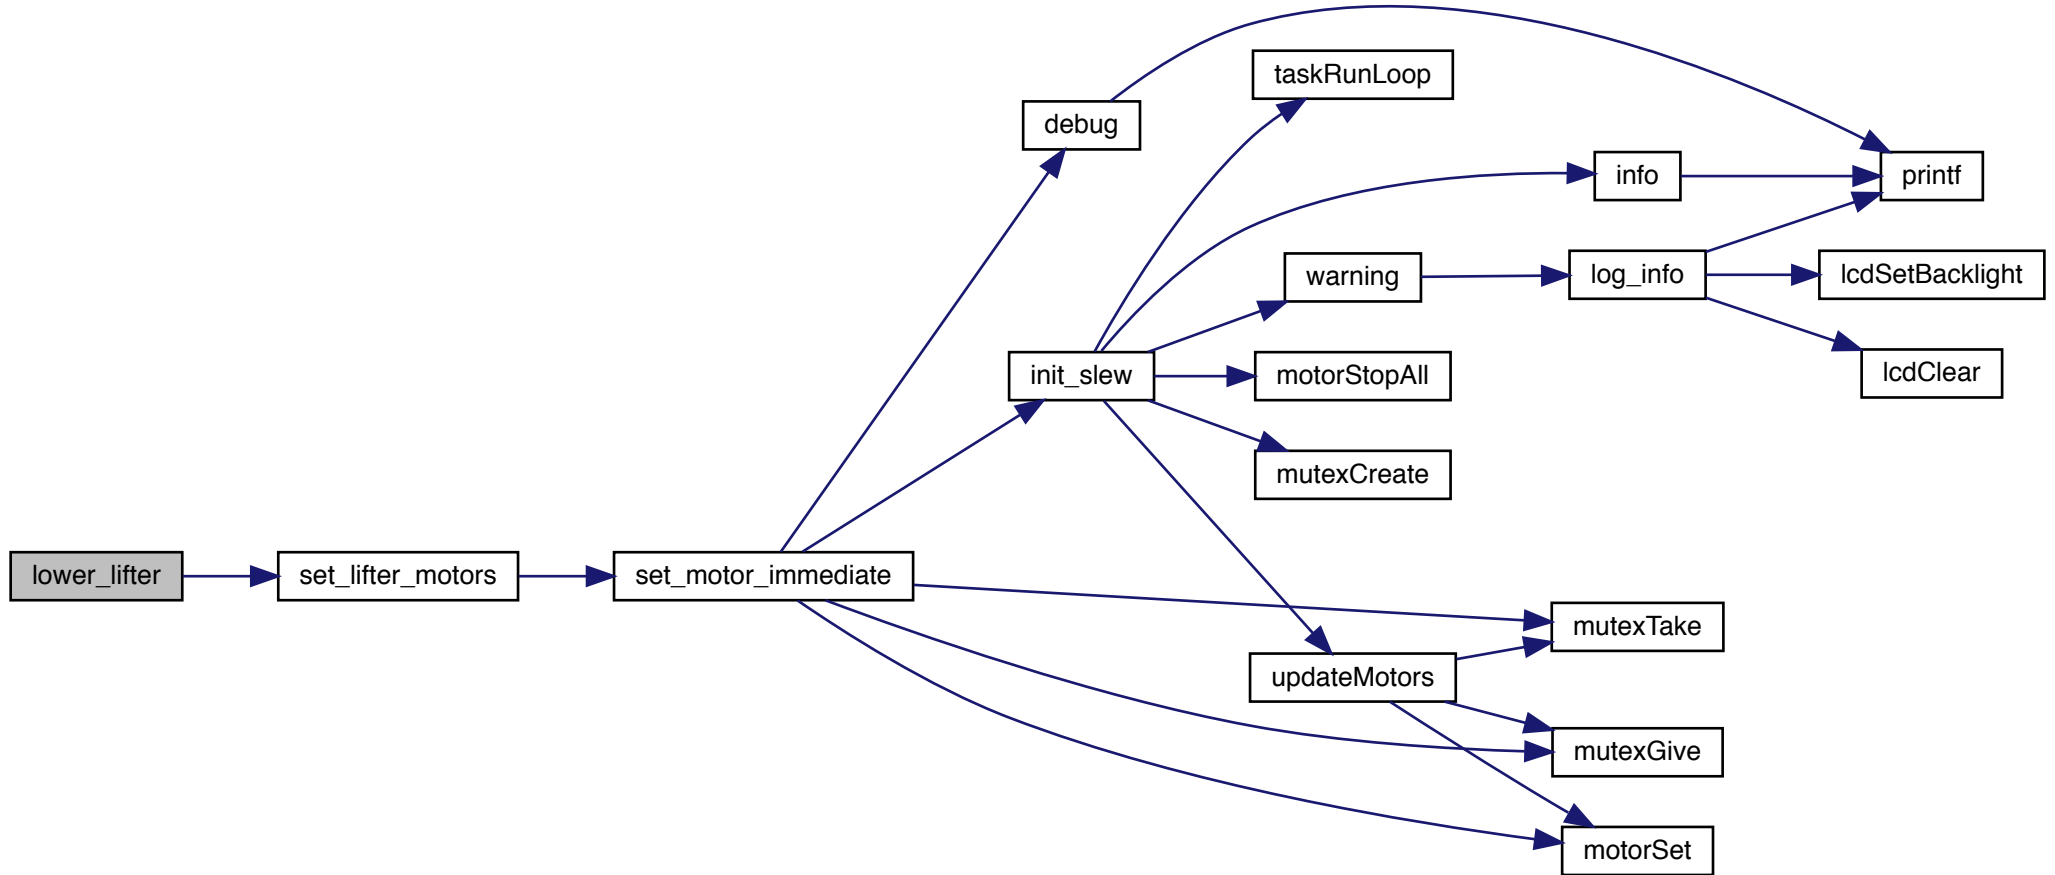 taskRunLoop
debug
info
printf
warning
log_info
lcdSetBacklight
init_slew
motorStopAll
lcdClear
mutexCreate
lower_lifter
set_lifter_motors
set_motor_immediate
mutexTake
updateMotors
mutexGive
motorSet